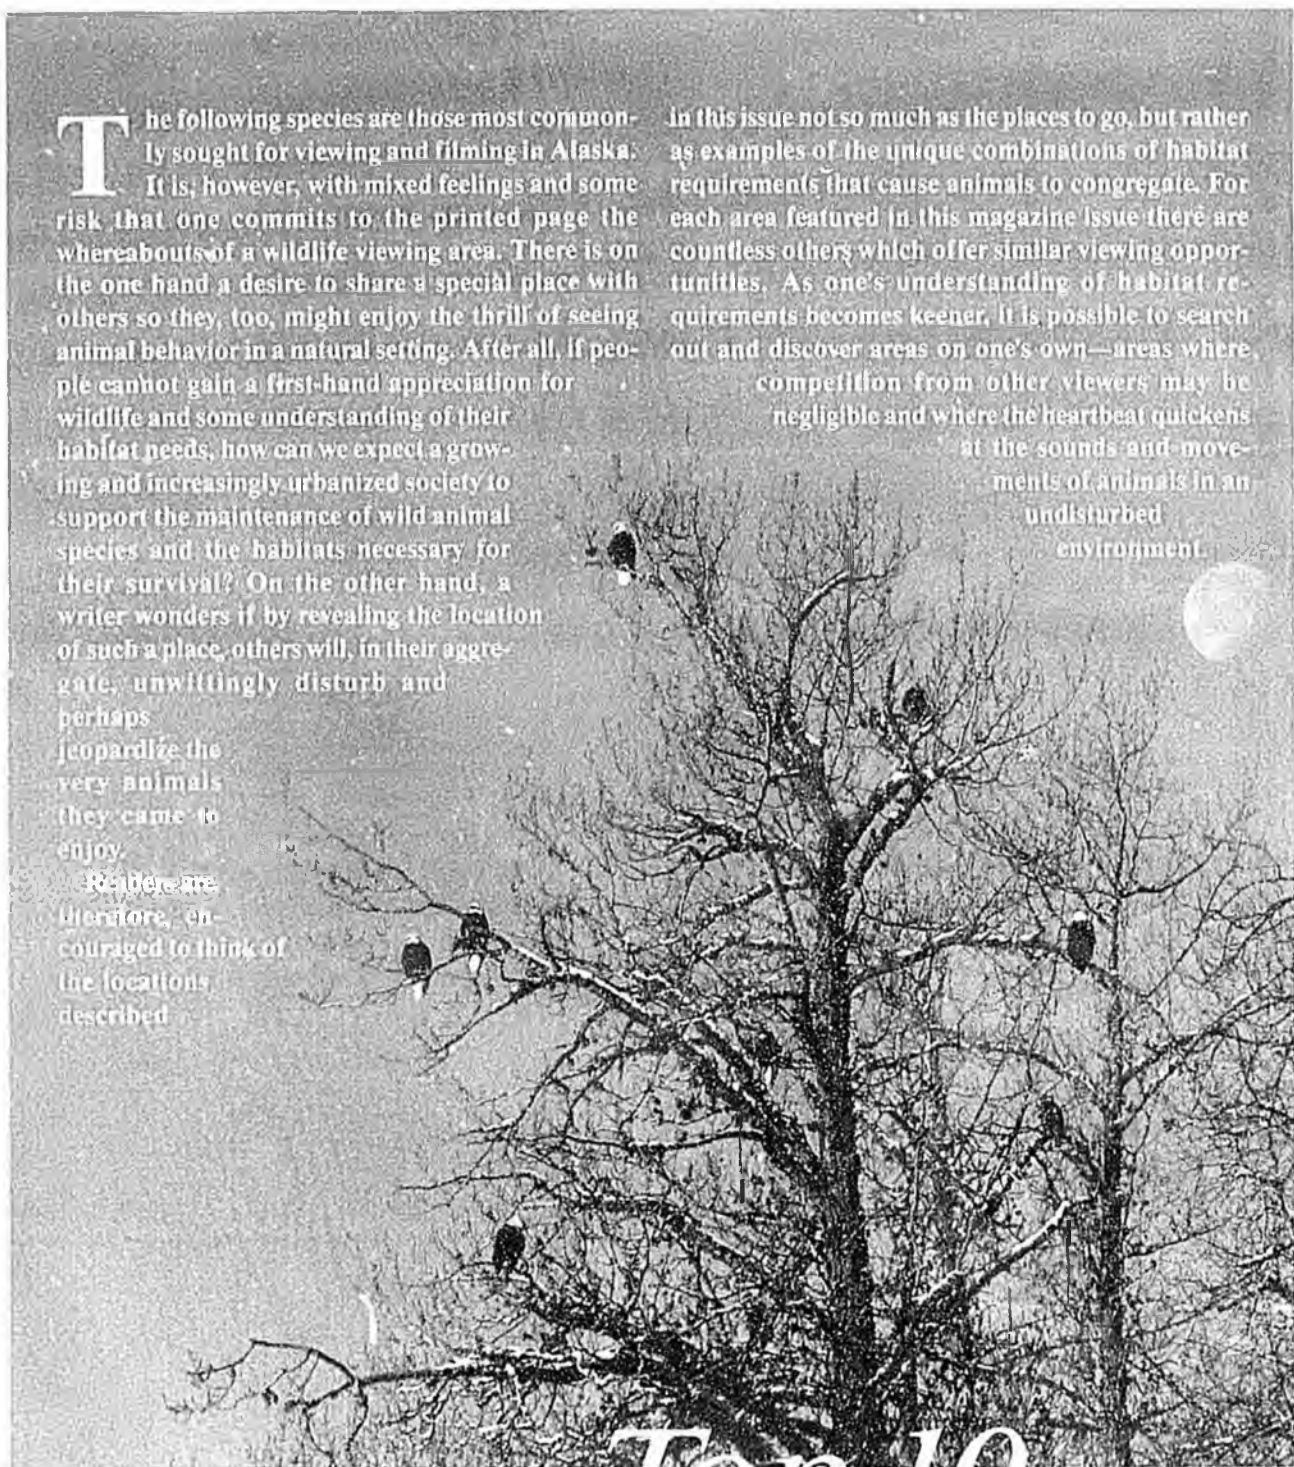 The following species are those most common-
ly sought for viewing and filming in Alaska.
It is, however, with mixed feelings and some
risk that one commits to the printed page the
whereabouts of a wildlife viewing area. There is on
the one hand a desire to share a special place with
others so they, too, might enjoy the thrill of seeing
animal behavior in a natural setting. After all, if peo-
ple cannot gain a first-hand appreciation for
wildlife and some understanding of their
habitat needs, how can we expect a grow-
ing and increasingly urbanized society to
support the maintenance of wild animal
species and the habitats necessary for
their survival? On the other hand, a
writer wonders if by revealing the location
of such a place, others will, in their aggre-
gate, unwittingly disturb and
perhaps
jeopardize the
very animals
they came to
enjoy.
Readers are,
therefore, en-
couraged to think of
the locations
described
in this issue not so much as the places to go, but rather
as examples of the unique combinations of habitat
requirements that cause animals to congregate. For
each area featured in this magazine issue there are
countless others which offer similar viewing oppor-
tunities. As one's understanding of habitat re-
quirements becomes keener, it is possible to search
out and discover areas on one's own—areas where
competition from other viewers may be
negligible and where the heartbeat quickens
at the sounds and move-
ments of animals in an
undisturbed
environment.
Top 10